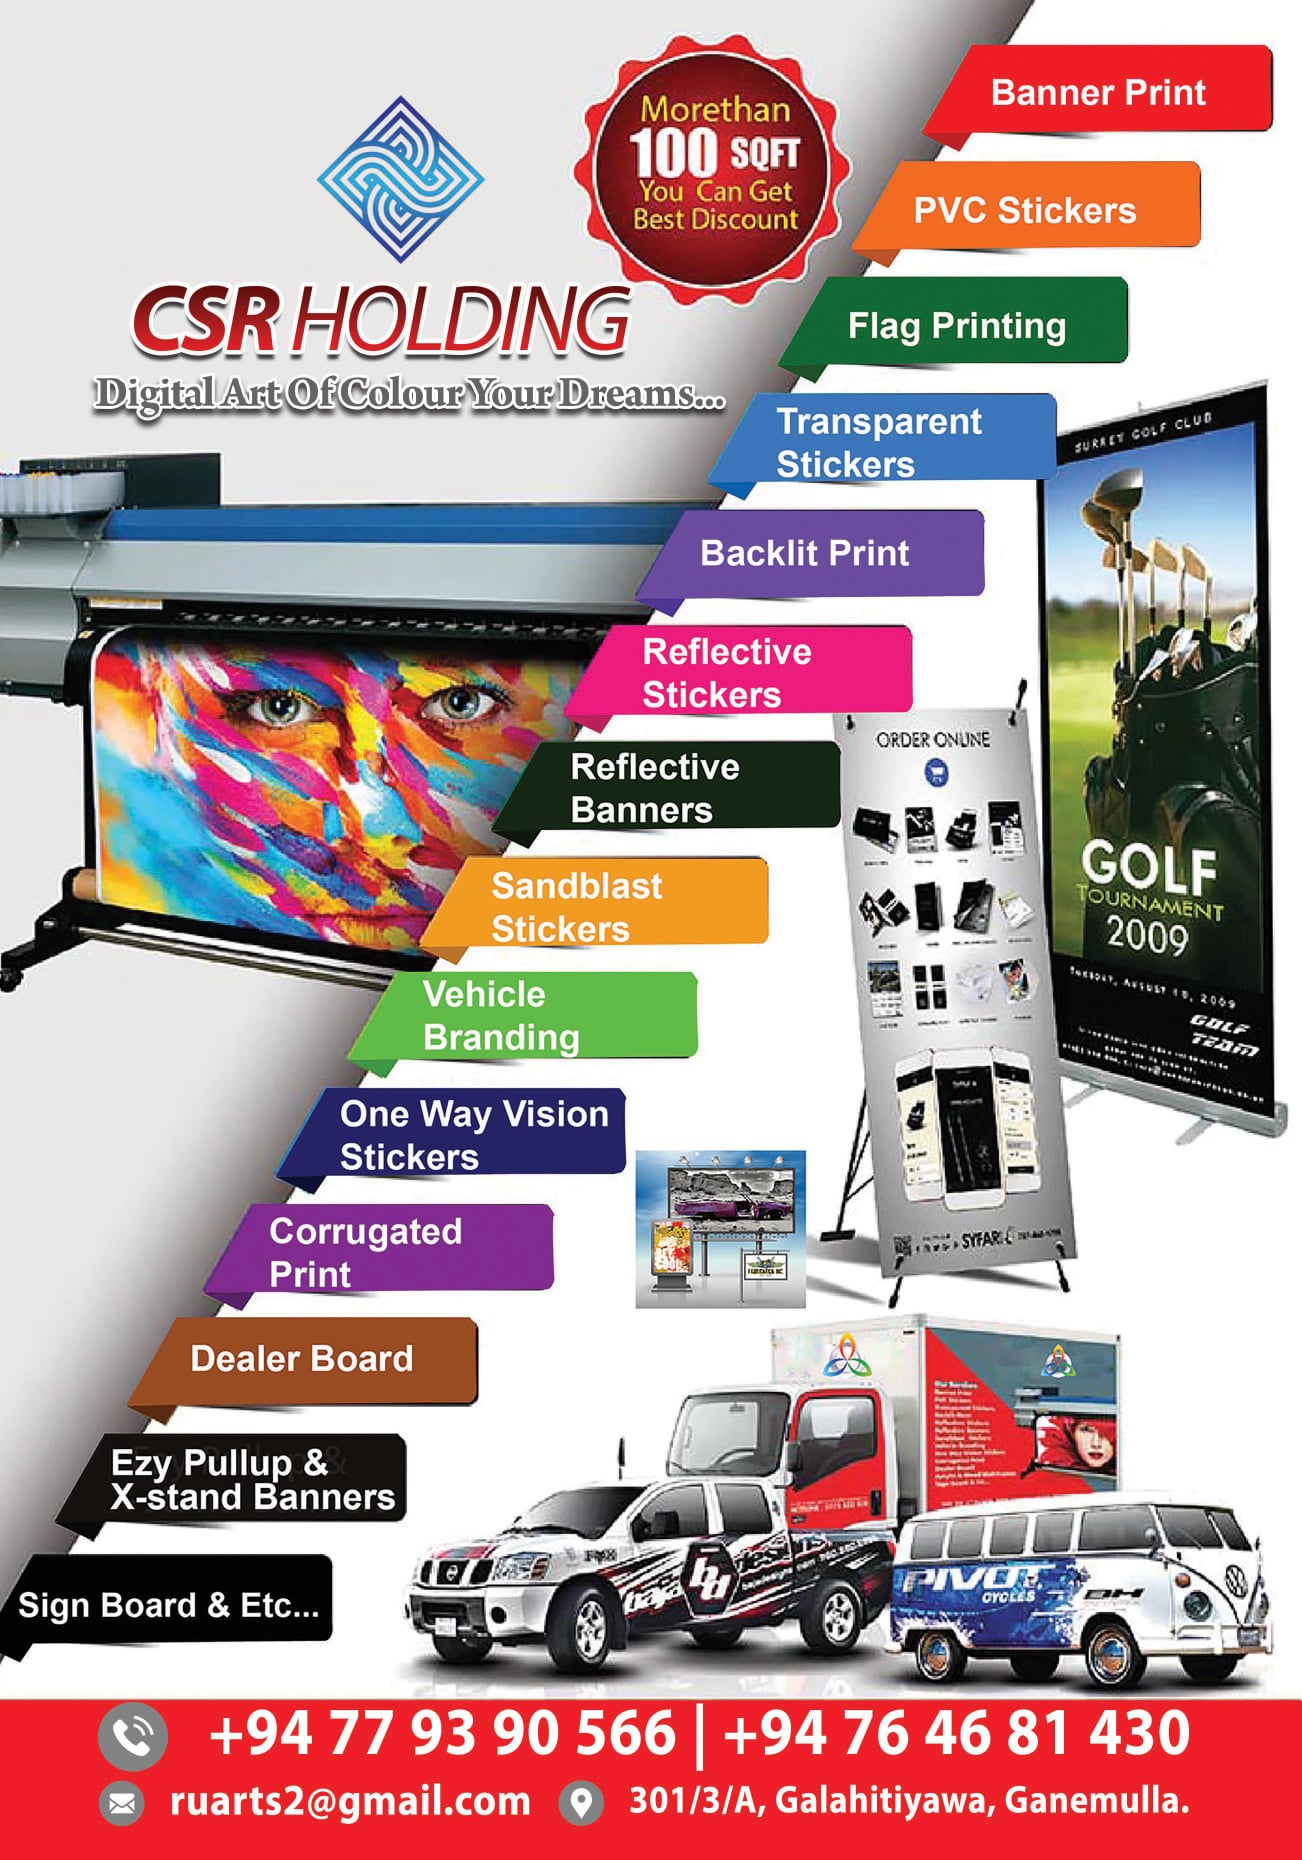 Morethan
100 SQFT
You Can Get
Best Discount
CSR HOLDING
Digital Art Of Colour Your Dreams...
Banner Print
PVC Stickers
Flag Printing
Transparent
Stickers
Backlit Print
Reflective
Stickers
Reflective
Banners
Sandblast
Stickers
Vehicle
Branding
One Way Vision
Stickers
Corrugated
Print
Dealer Board
Ezy Pullup &
X-stand Banners
Sign Board & Etc...
SURREY GOLF CLUB
GOLF
TOURNAMENT
2009
TUESDAY, AUGUST 18, 2009
GOLF
TEAM
ORDER ONLINE
PIVOT
CYCLES
+94 77 93 90 566 | +94 76 46 81 430
ruarts2@gmail.com
301/3/A, Galahitiyawa, Ganemulla.